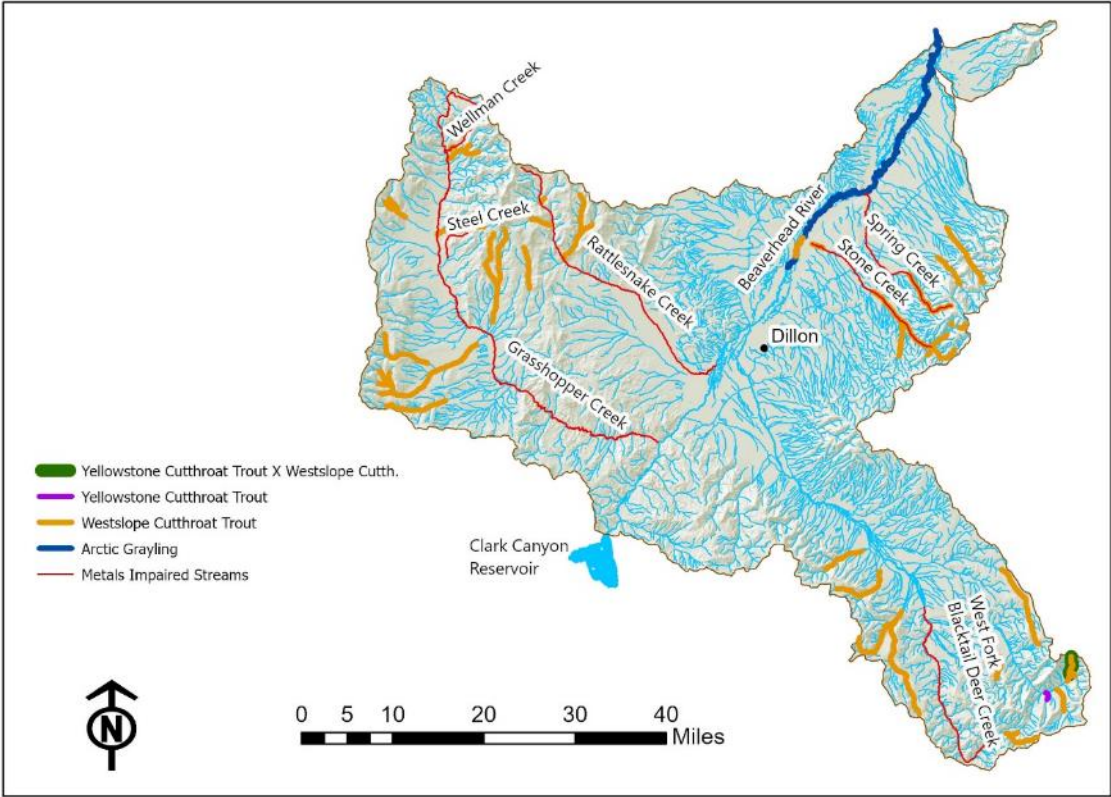 Wellman Creek
Steel Creek
Rattlesnake Creek
Grasshopper Creek
Beaverhead River
Spring Creek
Stone Creek
Dillon
Yellowstone Cutthroat Trout X Westslope Cutth.
Yellowstone Cutthroat Trout
Westslope Cutthroat Trout
Arctic Grayling
Metals Impaired Streams
Clark Canyon
Reservoir
West Fork
Blacktail Deer Creek
N
0 5 10 20 30 40
Miles